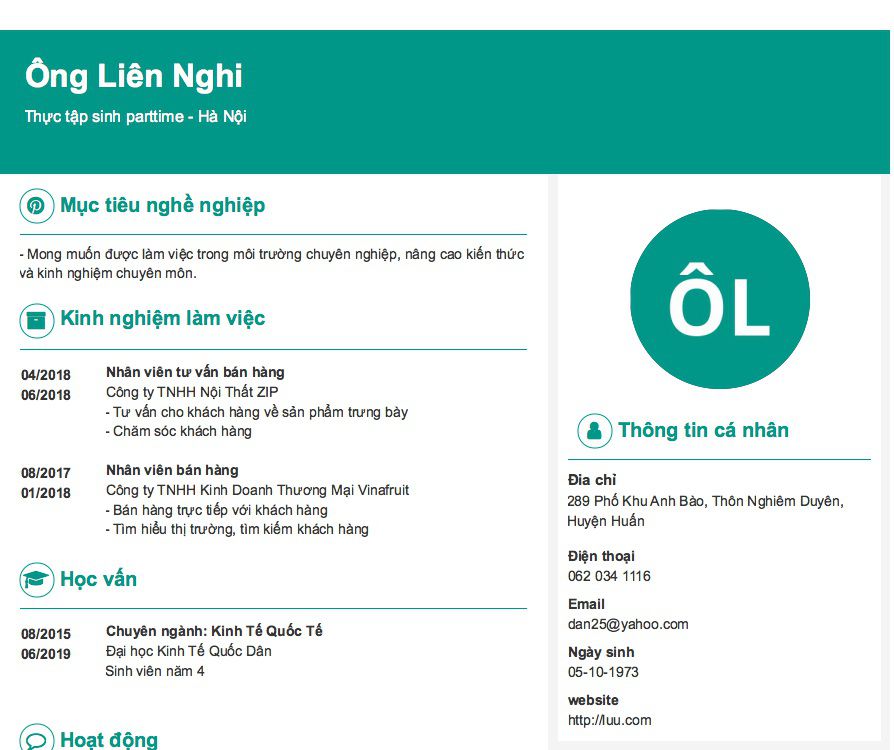 Ông Liên Nghi
Thực tập sinh parttime - Hà Nội
Mục tiêu nghề nghiệp
- Mong muốn được làm việc trong môi trường chuyên nghiệp, nâng cao kiến thức
và kinh nghiệm chuyên môn.
Kinh nghiệm làm việc
04/2018
06/2018
Nhân viên tư vấn bán hàng
Công ty TNHH Nội Thất ZIP
- Tư vấn cho khách hàng về sản phẩm trưng bày
- Chăm sóc khách hàng
08/2017
01/2018
Nhân viên bán hàng
Công ty TNHH Kinh Doanh Thương Mại Vinafruit
- Bán hàng trực tiếp với khách hàng
- Tìm hiểu thị trường, tìm kiếm khách hàng
Học vấn
08/2015
06/2019
Chuyên ngành: Kinh Tế Quốc Tế
Đại học Kinh Tế Quốc Dân
Sinh viên năm 4
Hoạt động
ÔL
Thông tin cá nhân
Đia chỉ
289 Phố Khu Anh Bảo, Thôn Nghiêm Duyên,
Huyện Huấn
Điện thoại
062 034 1116
Email
dan25@yahoo.com
Ngày sinh
05-10-1973
website
http://luu.com